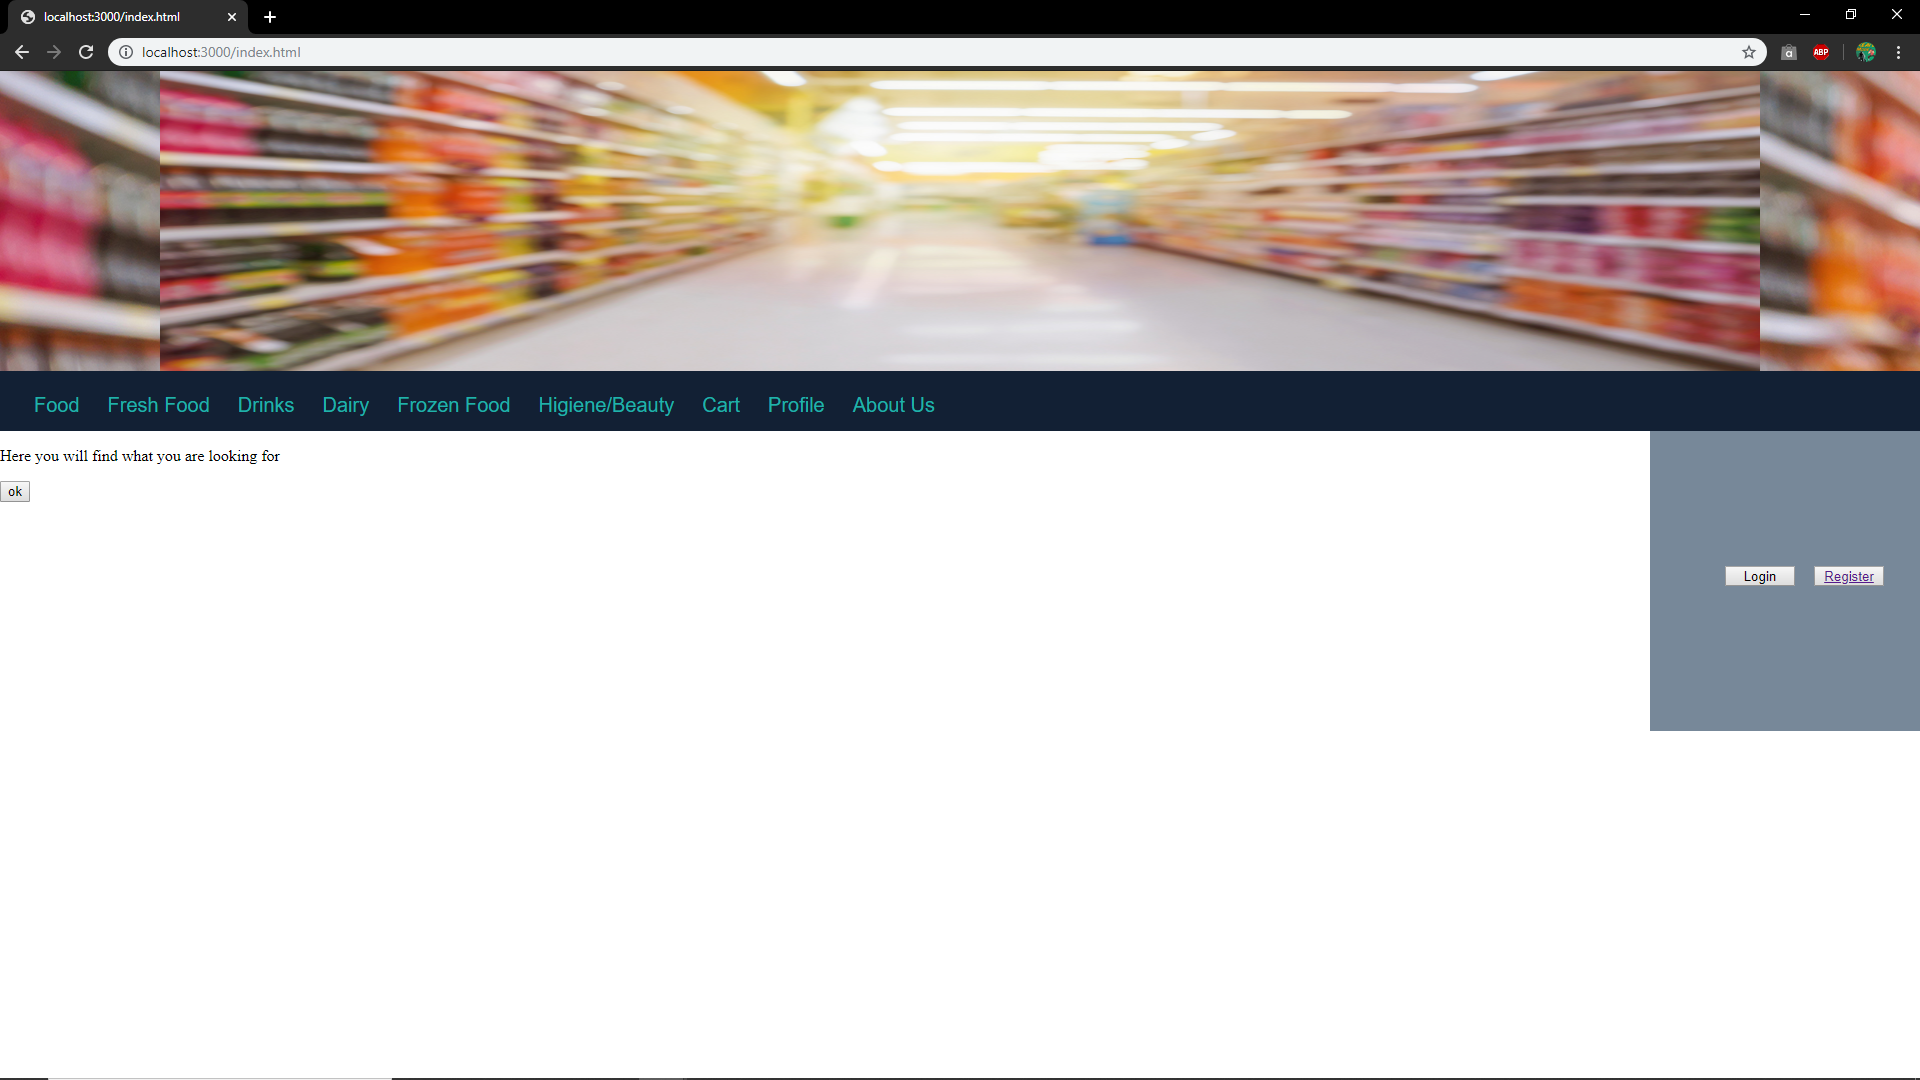 localhost:3000/index.html
localhost:3000/index.html
a ABP
Food Fresh Food Drinks Dairy Frozen Food Higiene/Beauty Cart Profile About Us
Here you will find what you are looking for
ok
Login Register